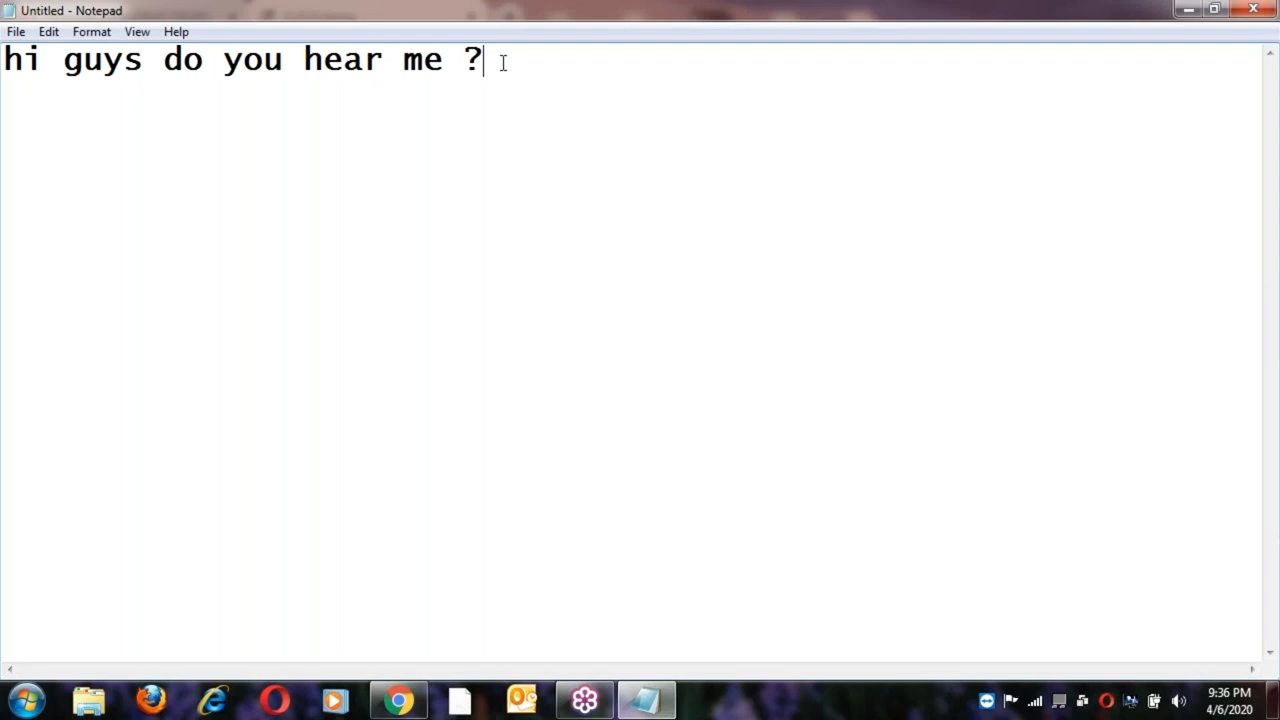 Untitled - Notepad
File Edit Format View Help
hi guys do you hear me ?
9:36 PM
4/6/2020